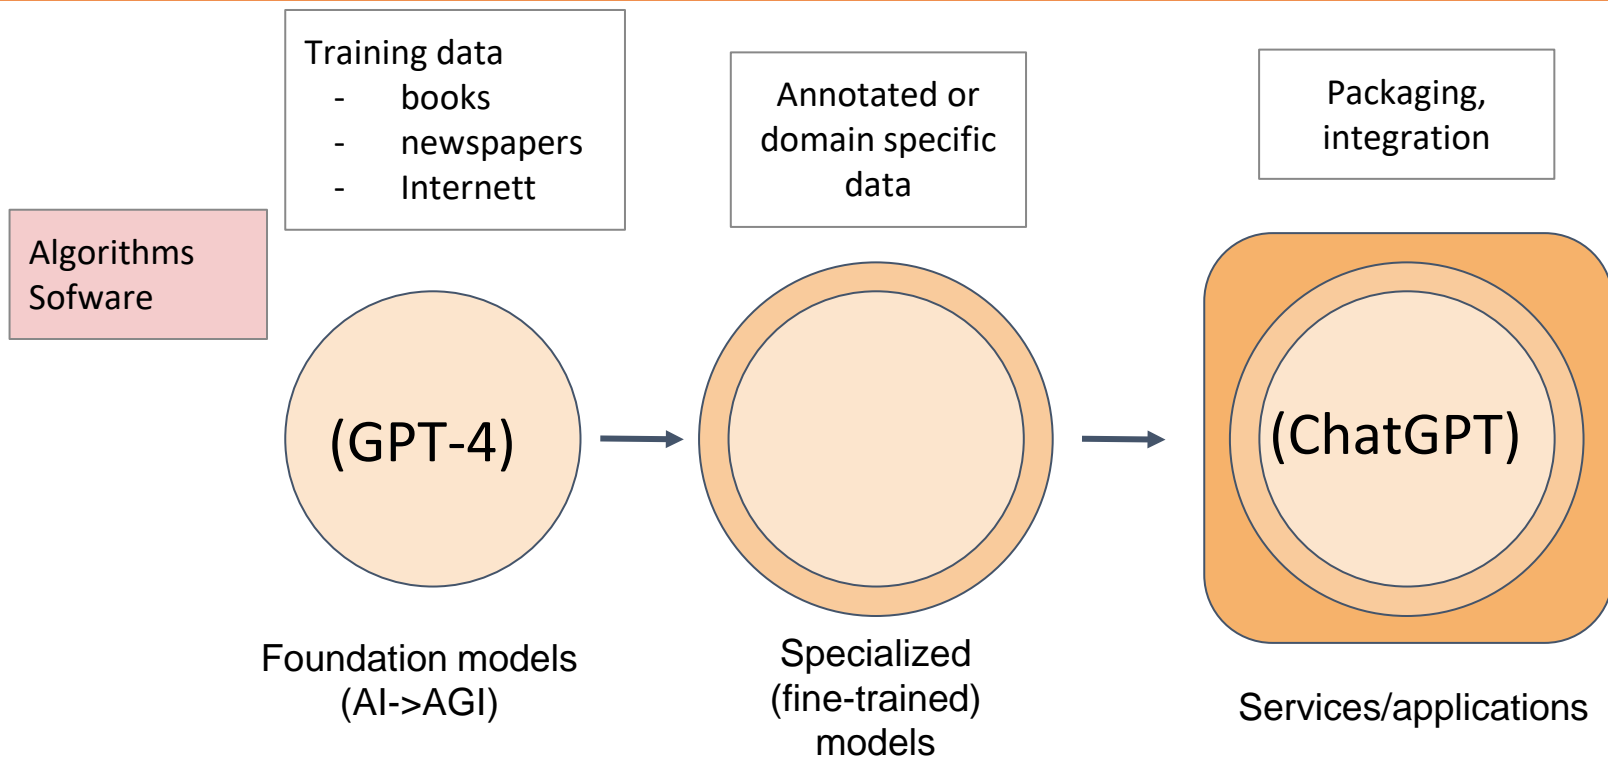 Training data
- books
- newspapers
- Internett
Annotated or
domain specific
data
Packaging,
integration
Algorithms
Sofware
(GPT-4)
(ChatGPT)
Foundation models
(AI->AGI)
Specialized
(fine-trained)
models
Services/applications